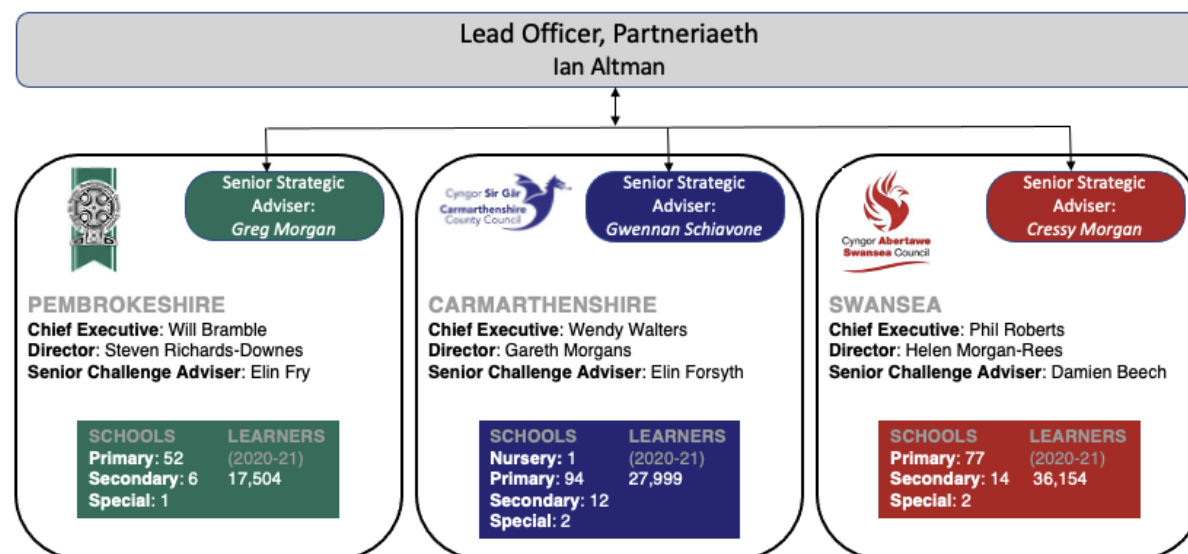 Lead Officer, Partneriaeth
Ian Altman
Senior Strategic
Adviser:
Greg Morgan
PEMBROKESHIRE
Chief Executive: Will Bramble
Director: Steven Richards-Downes
Senior Challenge Adviser: Elin Fry
SCHOOLS LEARNERS
Primary: 52 (2020-21)
Secondary: 6 17,504
Special: 1
Cyngor Sir Gâr
Carmarthenshire
County Council
Senior Strategic
Adviser:
Gwennan Schiavone
CARMARTHENSHIRE
Chief Executive: Wendy Walters
Director: Gareth Morgans
Senior Challenge Adviser: Elin Forsyth
SCHOOLS LEARNERS
Nursery: 1 (2020-21)
Primary: 94 27,999
Secondary: 12
Special: 2
Cyngor Abertawe
Swansea Council
Senior Strategic
Adviser:
Cressy Morgan
SWANSEA
Chief Executive: Phil Roberts
Director: Helen Morgan-Rees
Senior Challenge Adviser: Damien Beech
SCHOOLS LEARNERS
Primary: 77 (2020-21)
Secondary: 14 36,154
Special: 2